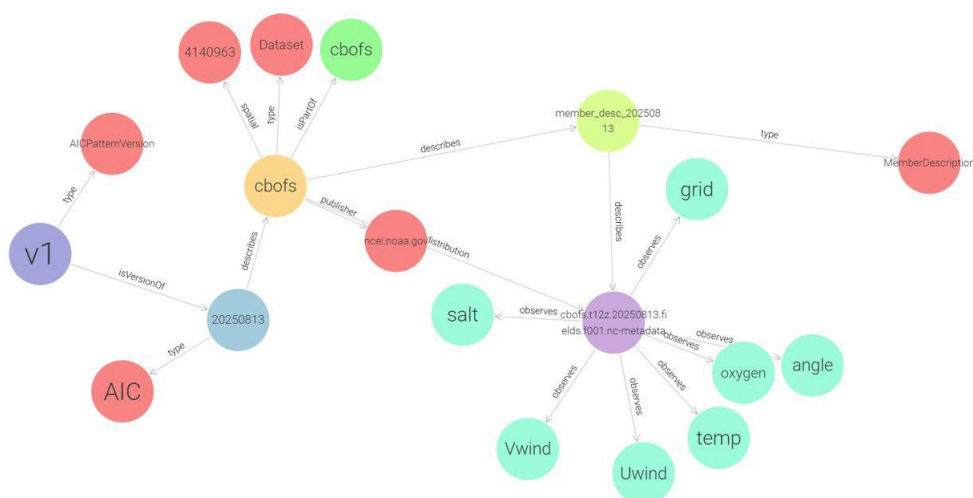 4140963
Dataset
cbofs
spatial
type
isPartOf
AICPatternVersion
type
v1
isVersionOf
20250813
type
AIC
describes
cbofs
describes
member_desc_202508
13
type
MemberDescription
publisher
ncei.noaa.gov
distribution
describes
grid
observes
salt
observes
cbofs.t12z.20250813.fi
elds.f001.nc-metadata
observes
observes
oxygen
angle
observes
temp
observes
Uwind
observes
Vwind